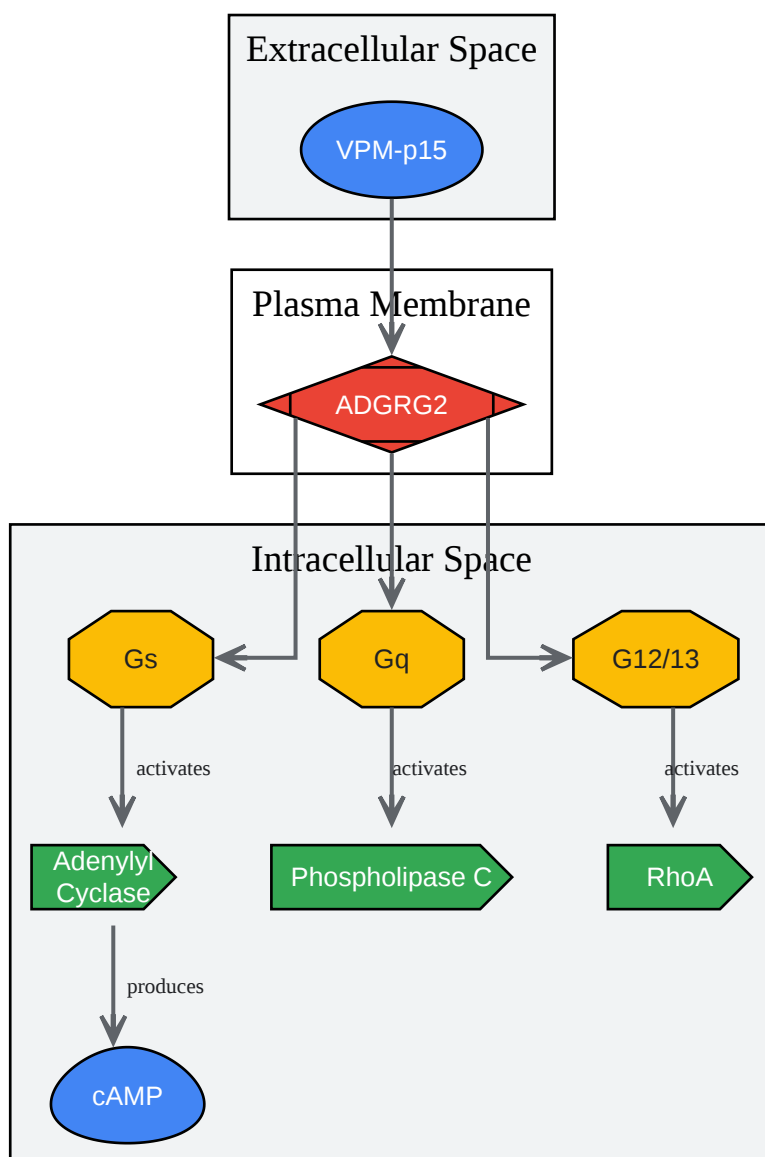 Extracellular Space
VPM-p15
Plasma Membrane
ADGRG2
Intracellular Space
Gs
Gq
G12/13
activates
activates
activates
Adenylyl
Cyclase
Phospholipase C
RhoA
produces
cAMP